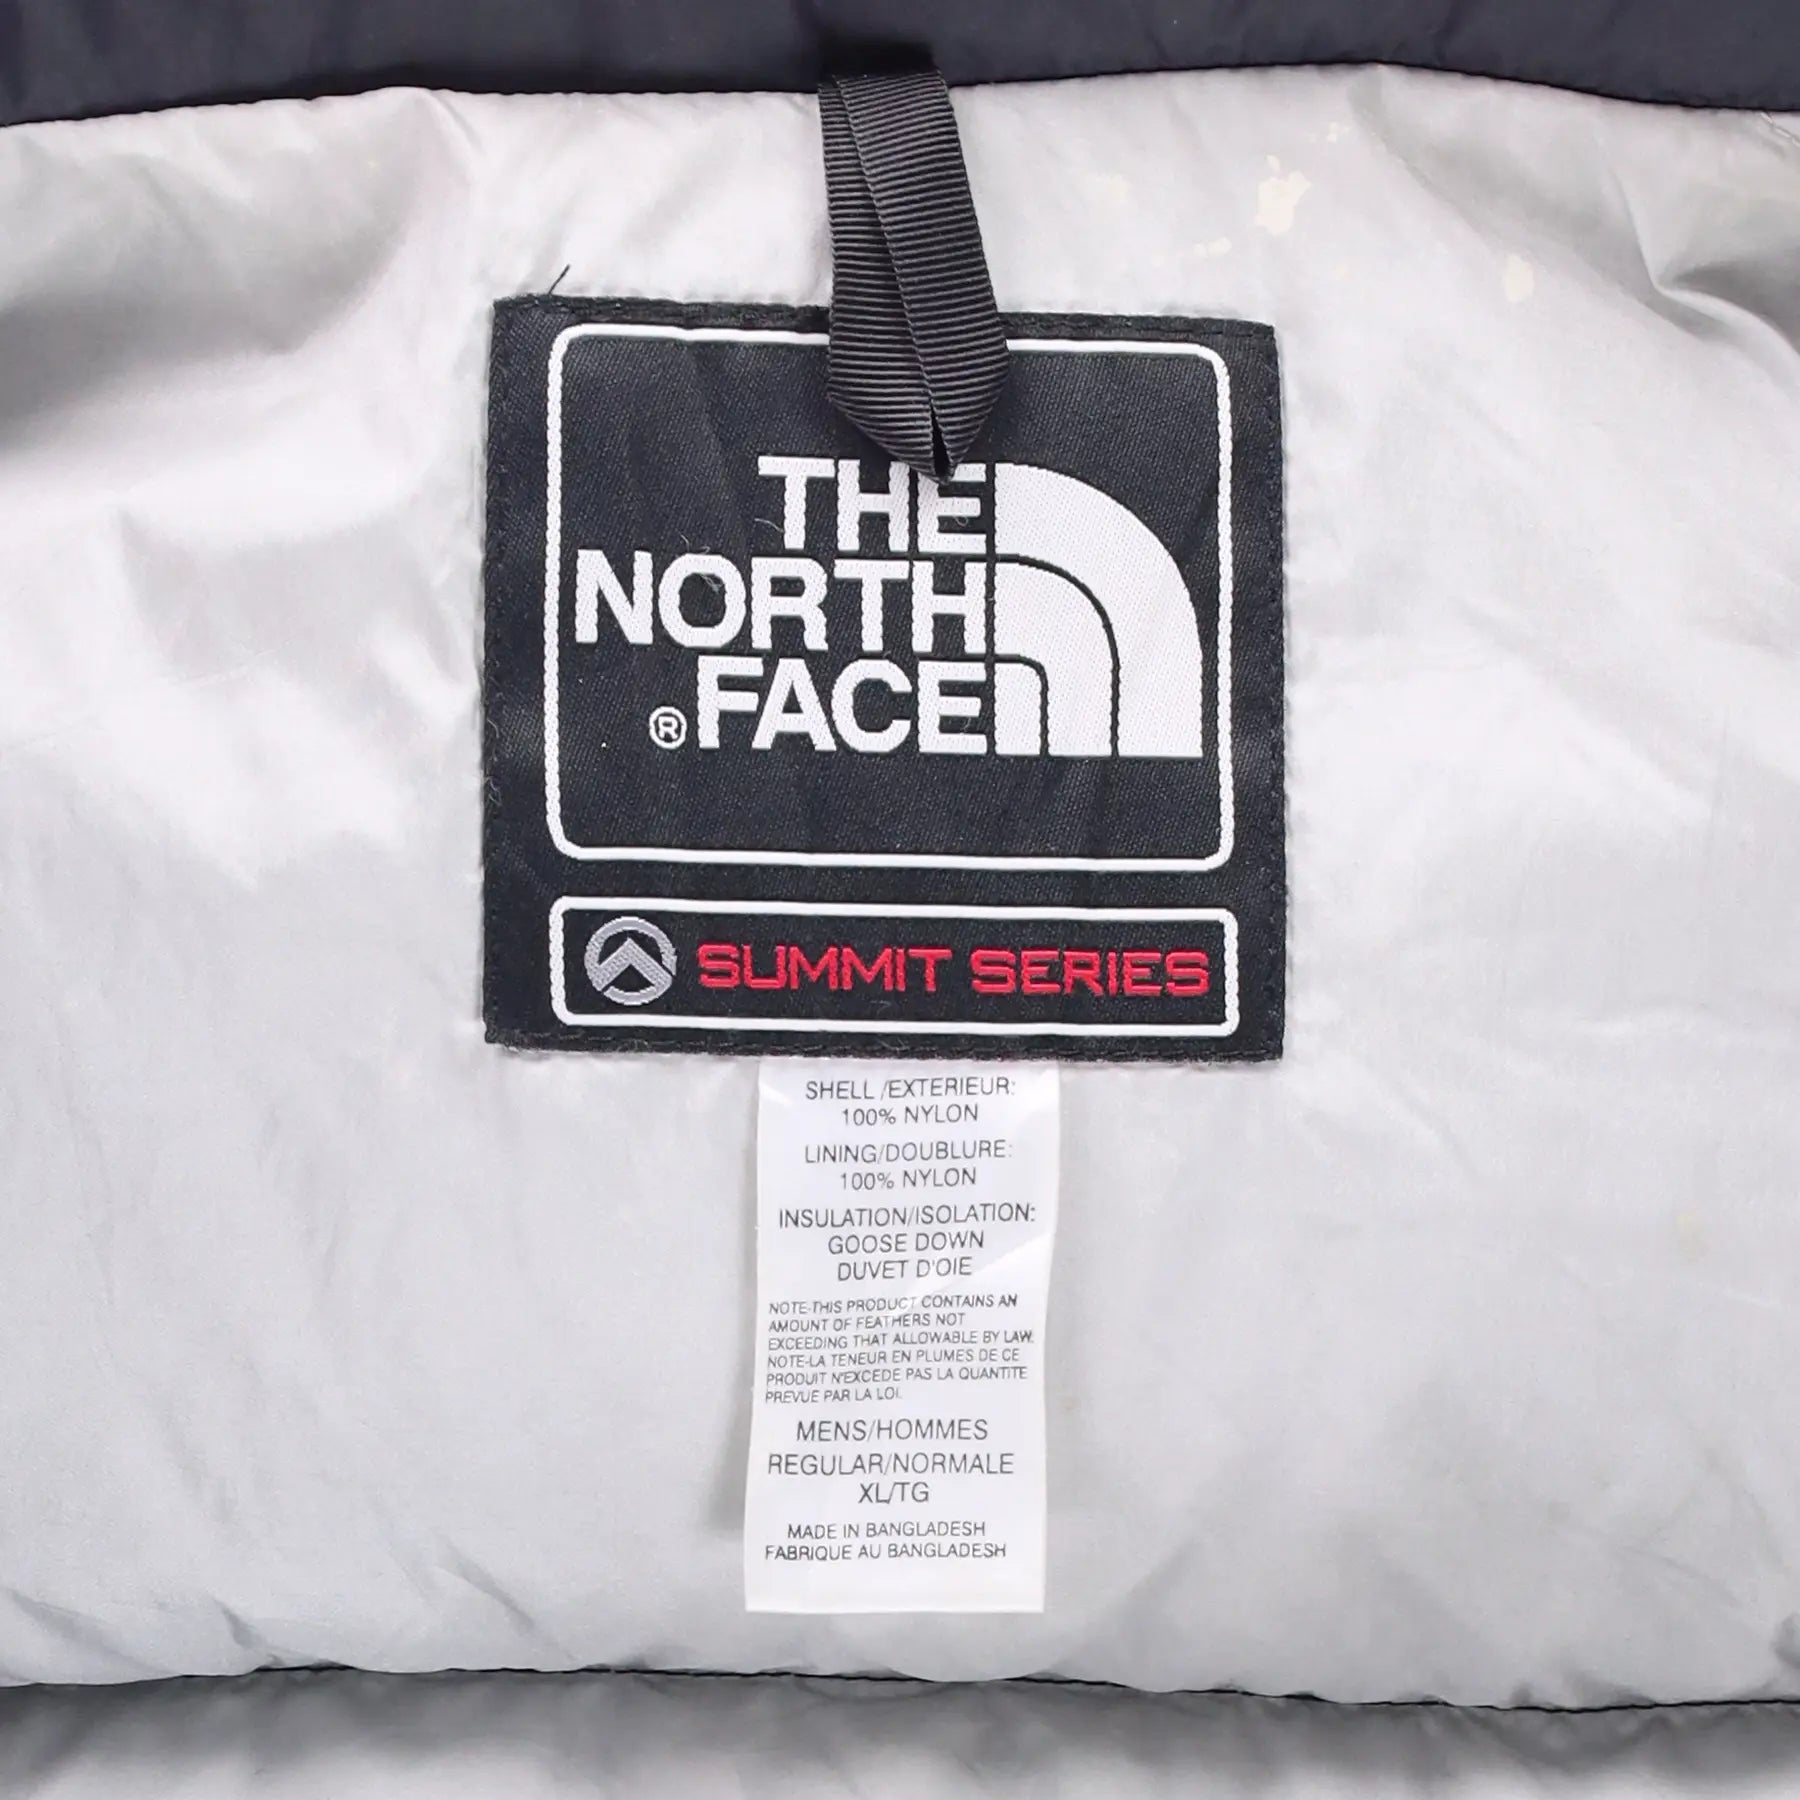 THE
NORTH
® FACE
SUMMIT SERIES
SHELL /EXTERIEUR:
100% NYLON
LINING/DOUBLURE:
100% NYLON
INSULATION/ISOLATION:
GOOSE DOWN
DUVET D'OIE
NOTE-THIS PRODUCT CONTAINS AN
AMOUNT OF FEATHERS NOT
EXCEEDING THAT ALLOWABLE BY LAW.
NOTE-LA TENEUR EN PLUMES DE CE
PRODUIT N'EXCEDE PAS LA QUANTITE
PREVUE PAR LA LOI.
MENS/HOMMES
REGULAR/NORMALE
XL/TG
MADE IN BANGLADESH
FABRIQUE AU BANGLADESH